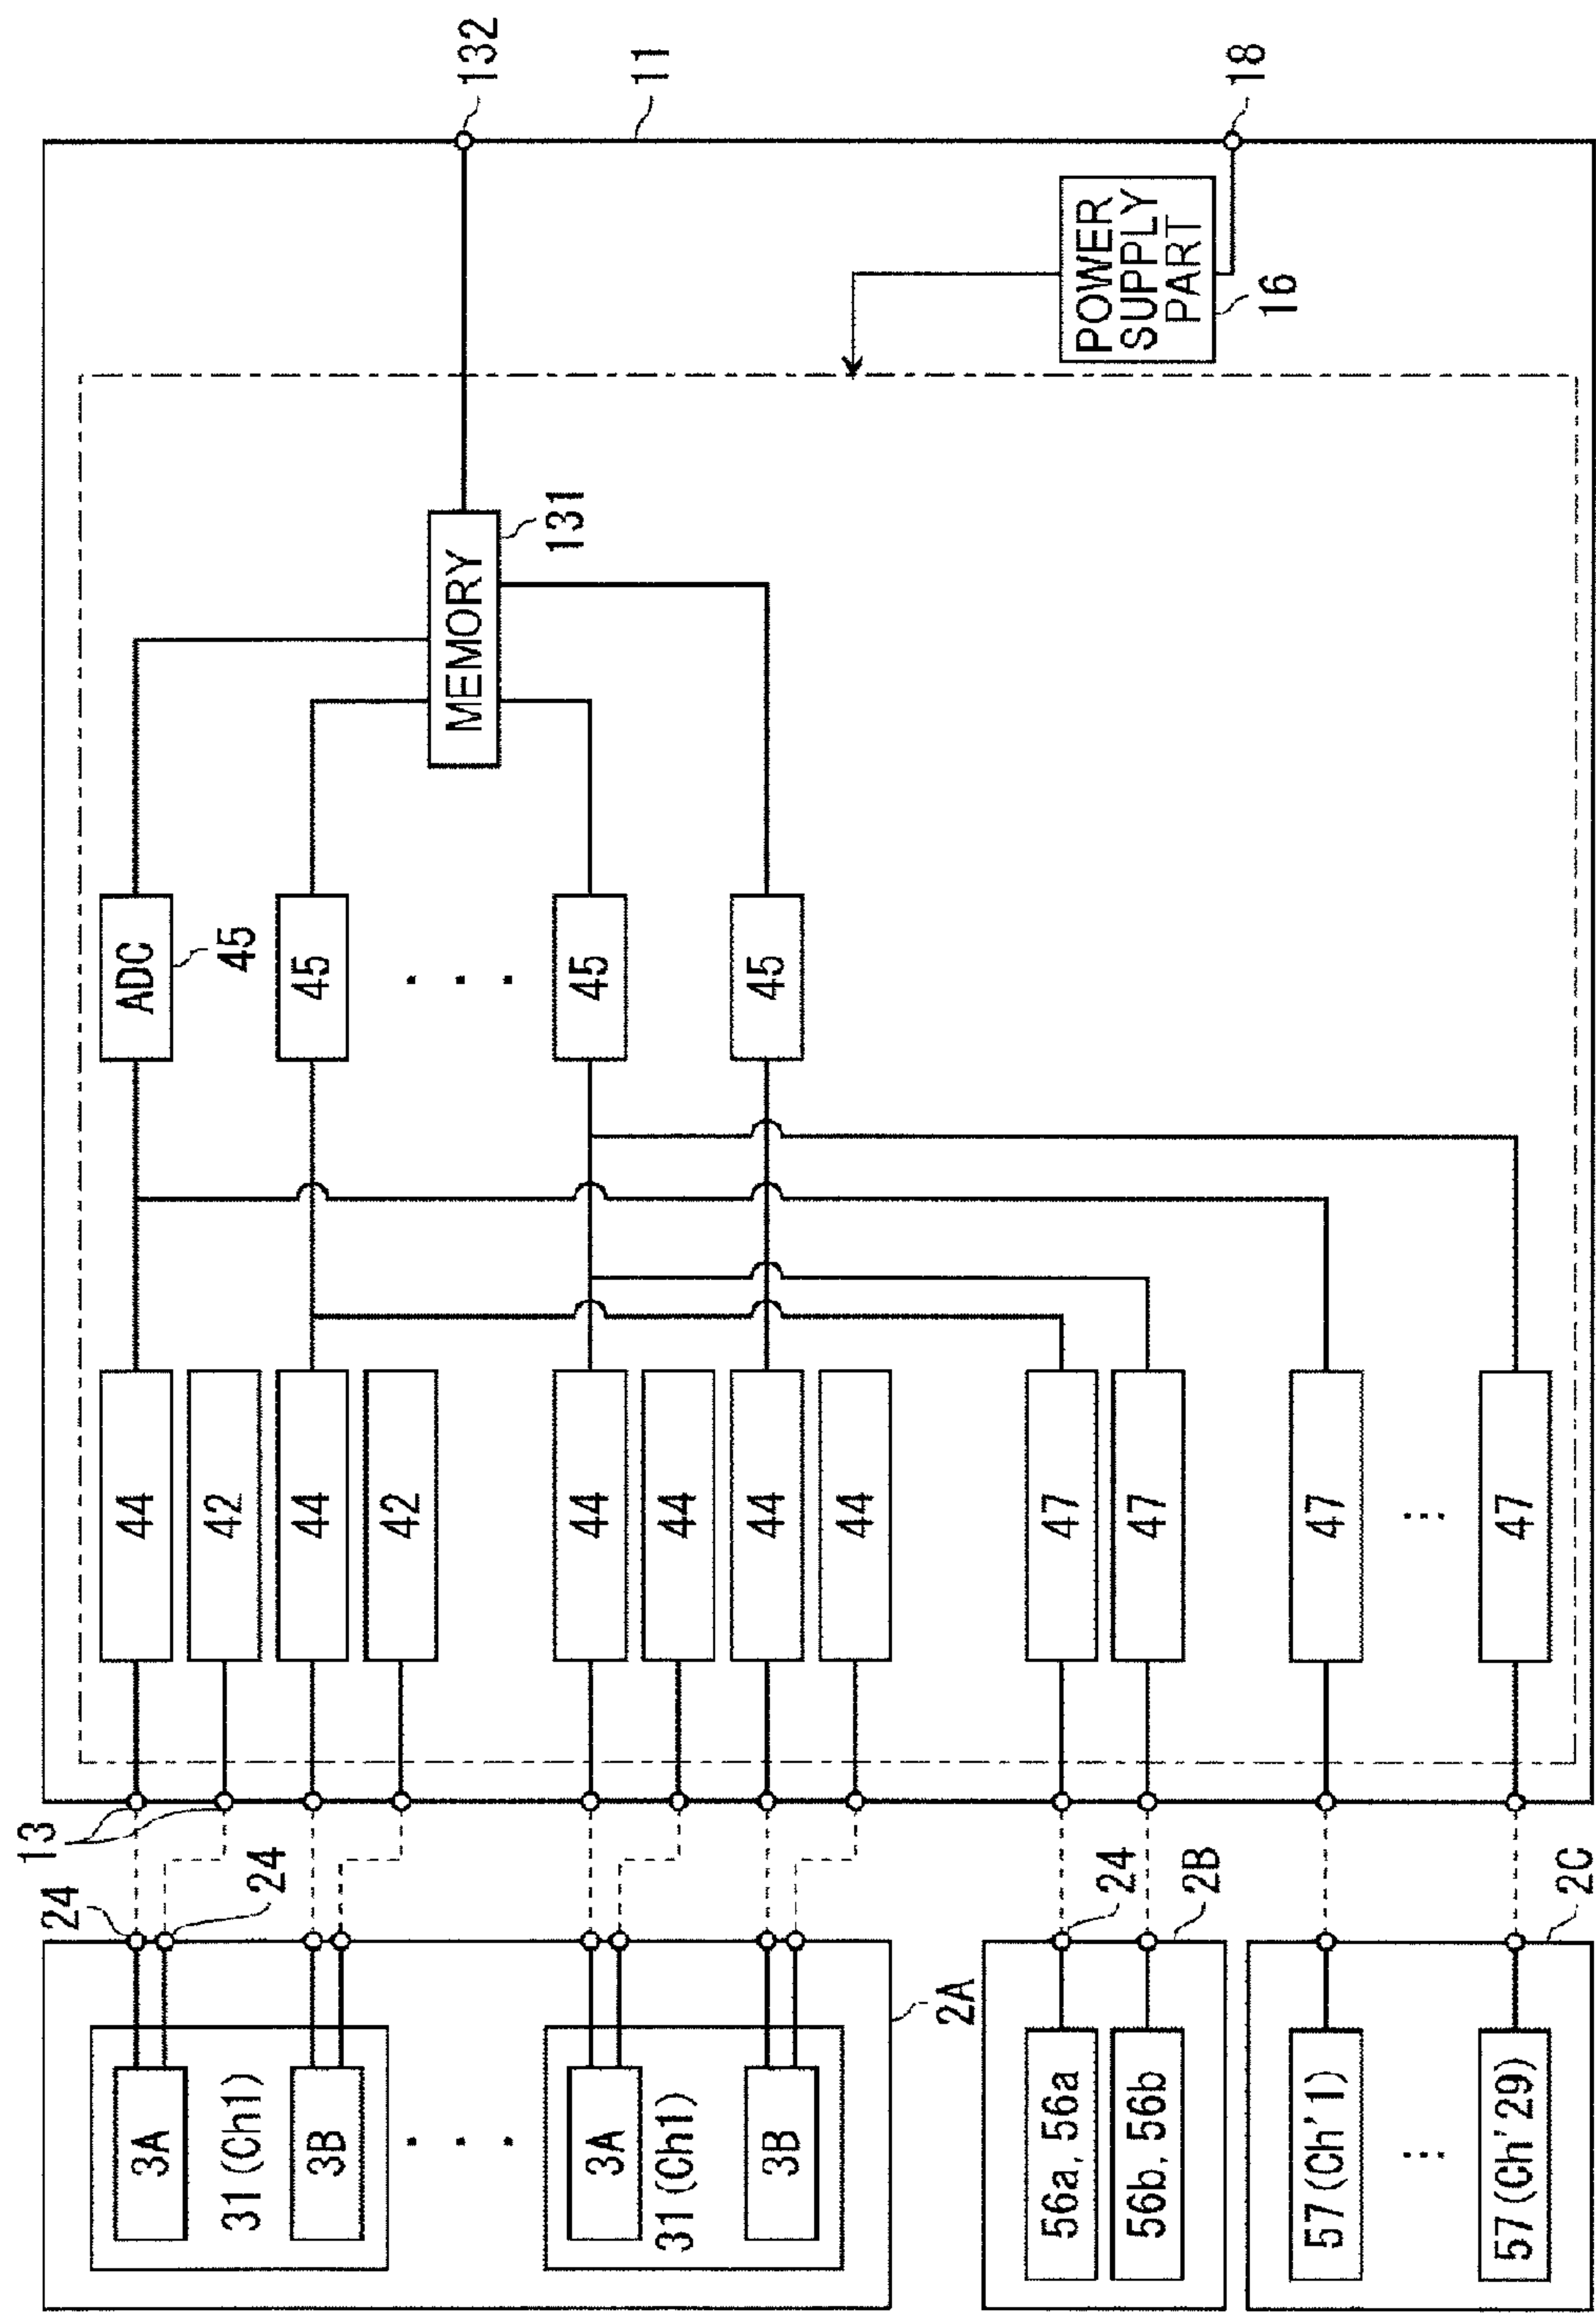 132
11
18
POWER
SUPPLY
PART
16
MEMORY
131
ADC
45
45
. . .
45
45
44
42
44
42
44
44
44
44
47
47
47
...
47
13
24
24
24
2B
2C
2A
3A
31(Ch1)
3B
. . .
3A
31(Ch1)
3B
56a, 56a
56b, 56b
57(Ch'1)
...
57(Ch'29)